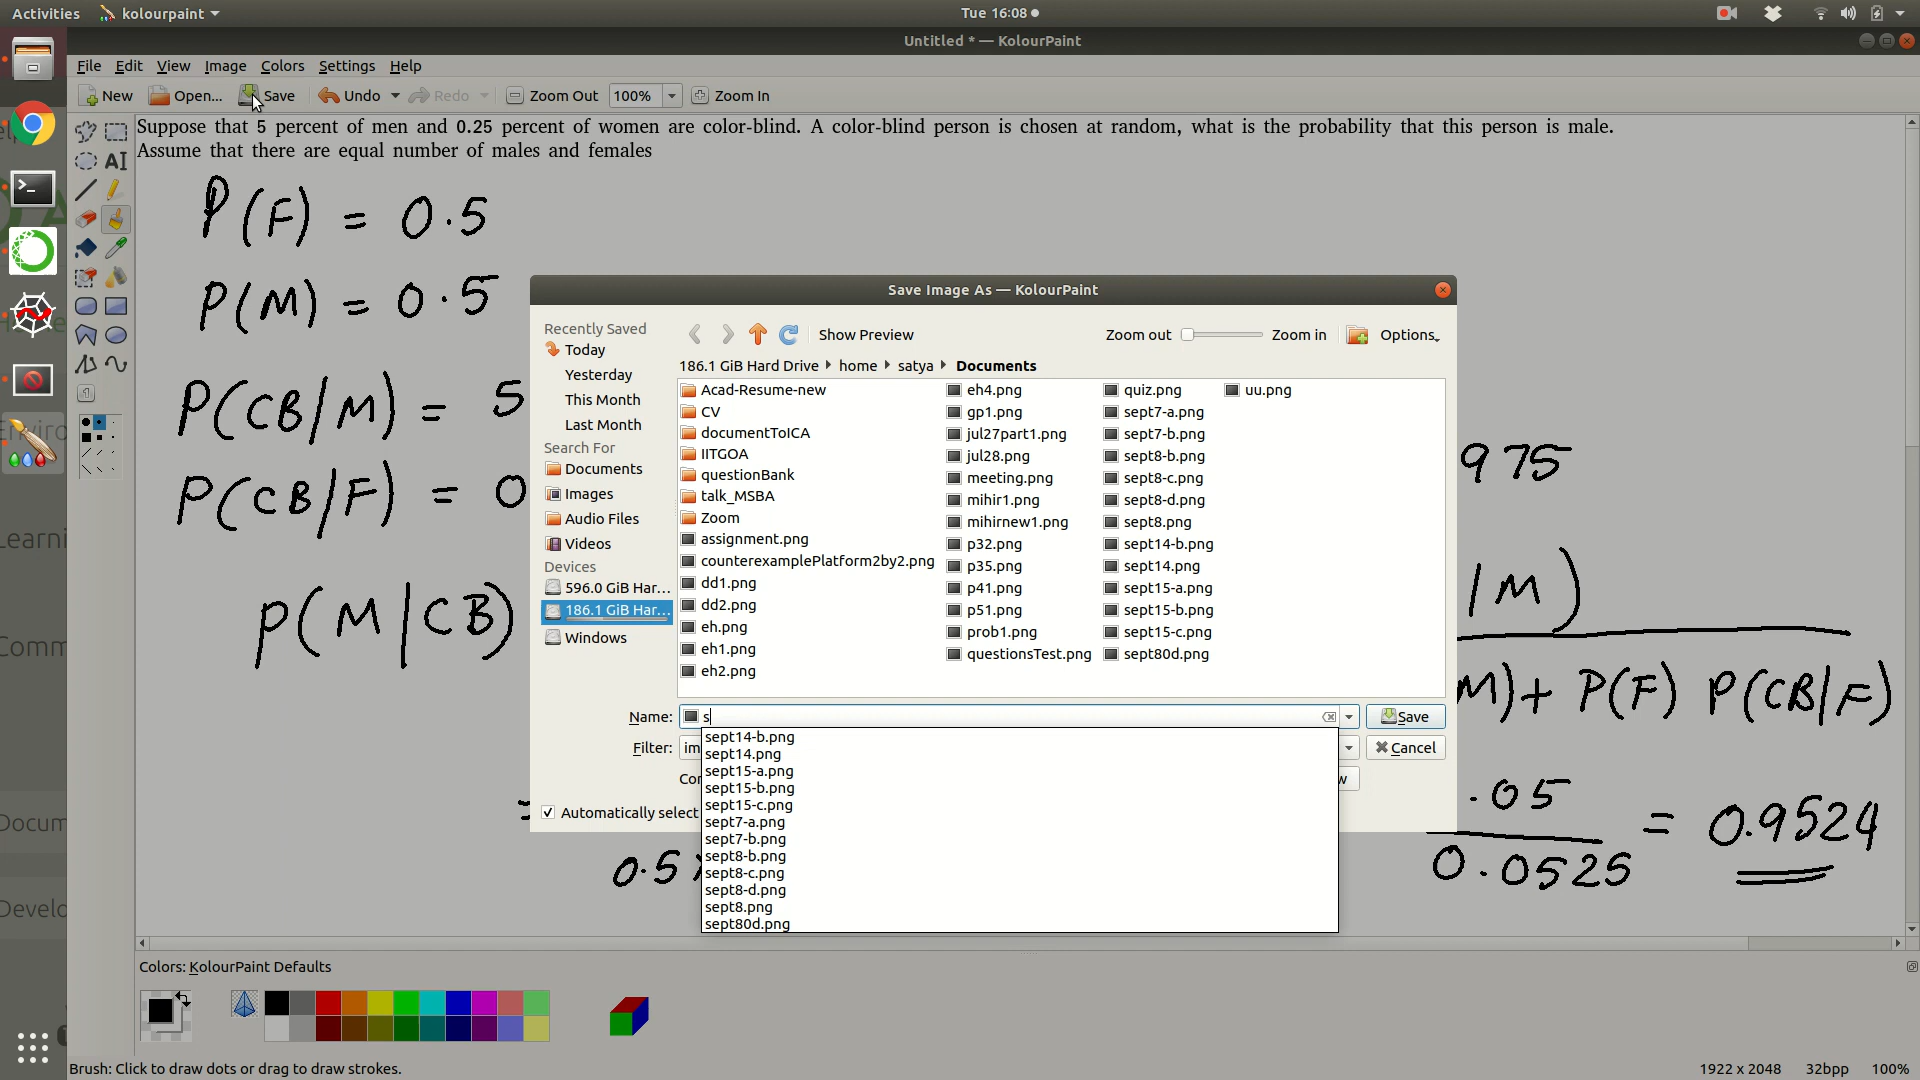 Activities kolourpaint Tue 16:08
Untitled * — KolourPaint
File Edit View Image Colors Settings Help
New Open... Save Undo Redo Zoom Out 100% Zoom In
Suppose that 5 percent of men and 0.25 percent of women are color-blind. A color-blind person is chosen at random, what is the probability that this person is male.
Assume that there are equal number of males and females
P(F) = 0.5
P(M) = 0.5
P(CB/M) = 5
P(CB/F) = 0
975
P(M|CB)
/M)
M)+ P(F) P(CB/F)
=
0.5
.05
0.0525
= 0.9524
Save Image As — KolourPaint
Show Preview Zoom out Zoom in Options
186.1 GiB Hard Drive home satya Documents
Recently Saved
Today
Yesterday
This Month
Last Month
Search For
Documents
Images
Audio Files
Videos
Devices
596.0 GiB Har...
186.1 GiB Har...
Windows
Acad-Resume-new
CV
documentToICA
IITGOA
questionBank
talk_MSBA
Zoom
assignment.png
counterexamplePlatform2by2.png
dd1.png
dd2.png
eh.png
eh1.png
eh2.png
eh4.png
gp1.png
jul27part1.png
jul28.png
meeting.png
mihir1.png
mihirnew1.png
p32.png
p35.png
p41.png
p51.png
prob1.png
questionsTest.png
quiz.png
sept7-a.png
sept7-b.png
sept8-b.png
sept8-c.png
sept8-d.png
sept8.png
sept14-b.png
sept14.png
sept15-a.png
sept15-b.png
sept15-c.png
sept80d.png
uu.png
Name: s Save
Filter: im Cancel
Cor w
Automatically select
sept14-b.png
sept14.png
sept15-a.png
sept15-b.png
sept15-c.png
sept7-a.png
sept7-b.png
sept8-b.png
sept8-c.png
sept8-d.png
sept8.png
sept80d.png
Colors: KolourPaint Defaults
Brush: Click to draw dots or drag to draw strokes. 1922 x 2048 32bpp 100%